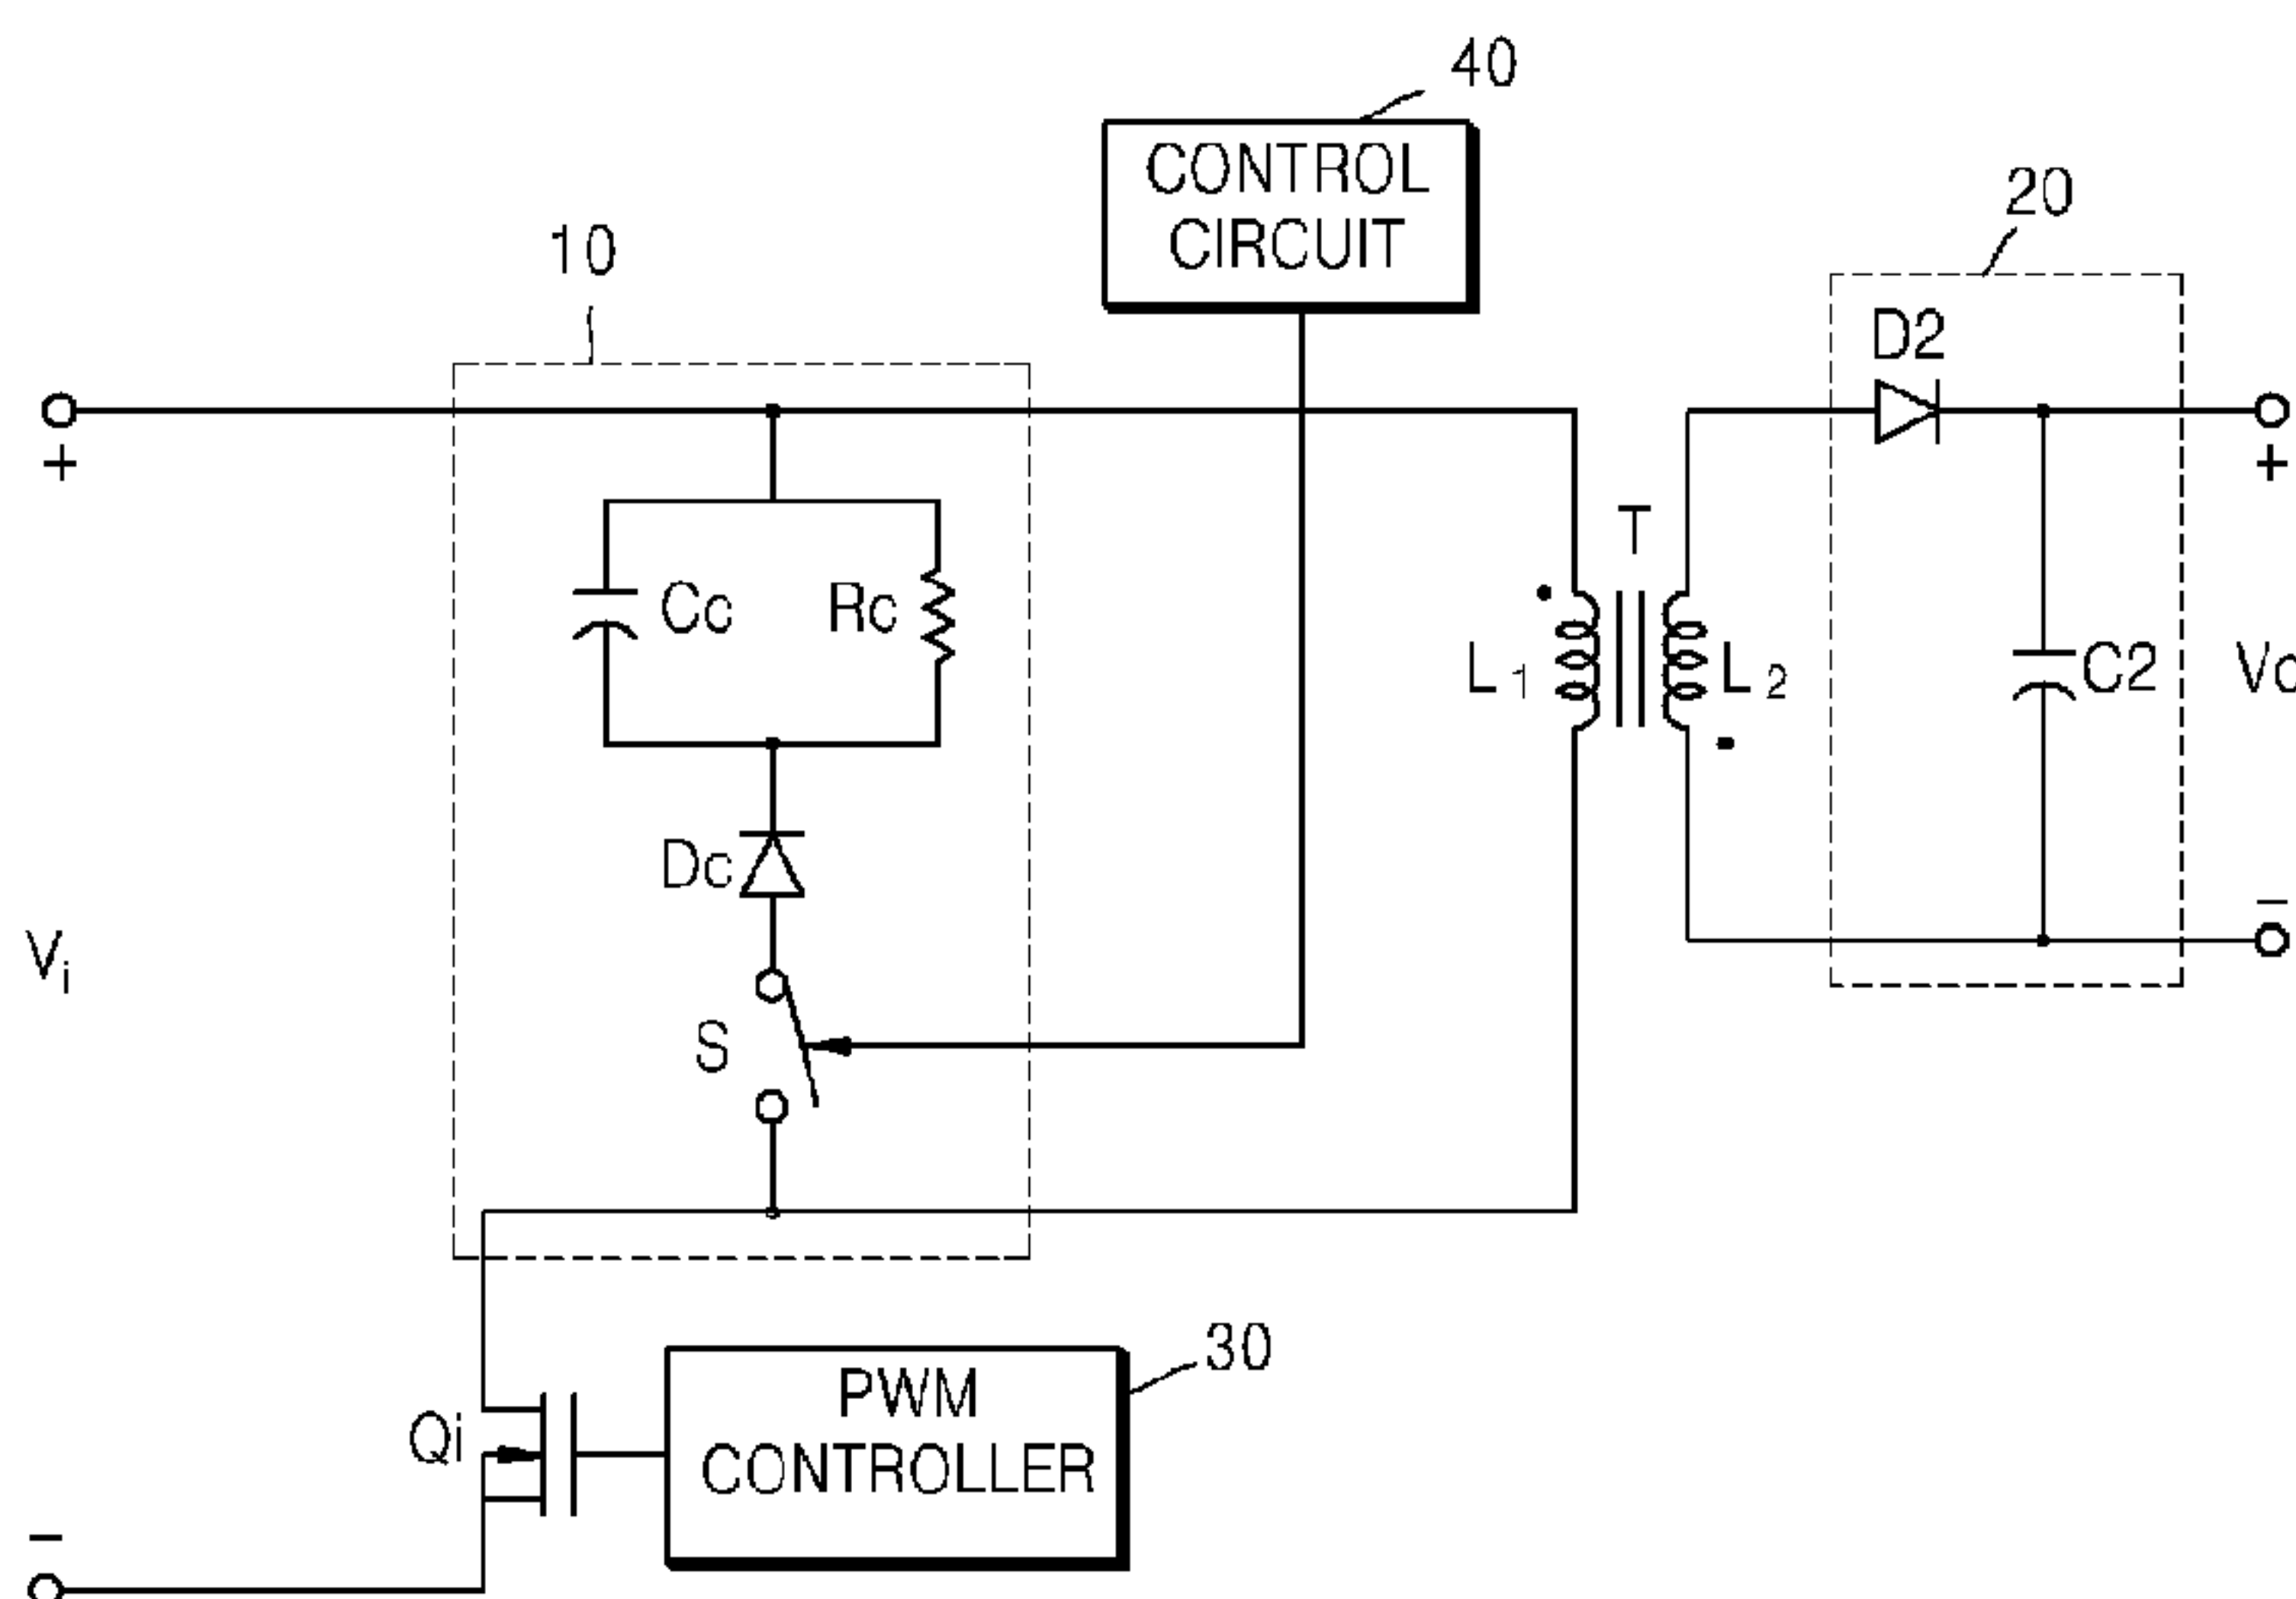 40
CONTROL
CIRCUIT
20
10
D2
+
+
T
Cc
Rc
L1
L2
C2
Vo
Dc
−
Vi
S
30
PWM
CONTROLLER
Qi
−